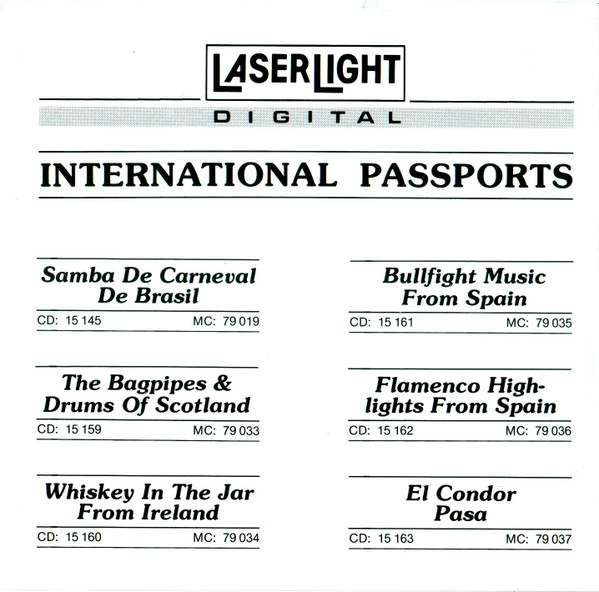 LASERLIGHT
DIGITAL
INTERNATIONAL PASSPORTS
Samba De Carneval
De Brasil
CD: 15 145 MC: 79 019
The Bagpipes &
Drums Of Scotland
CD: 15 159 MC: 79 033
Whiskey In The Jar
From Ireland
CD: 15 160 MC: 79 034
Bullfight Music
From Spain
CD: 15 161 MC: 79 035
Flamenco High-
lights From Spain
CD: 15 162 MC: 79 036
El Condor
Pasa
CD: 15 163 MC: 79 037